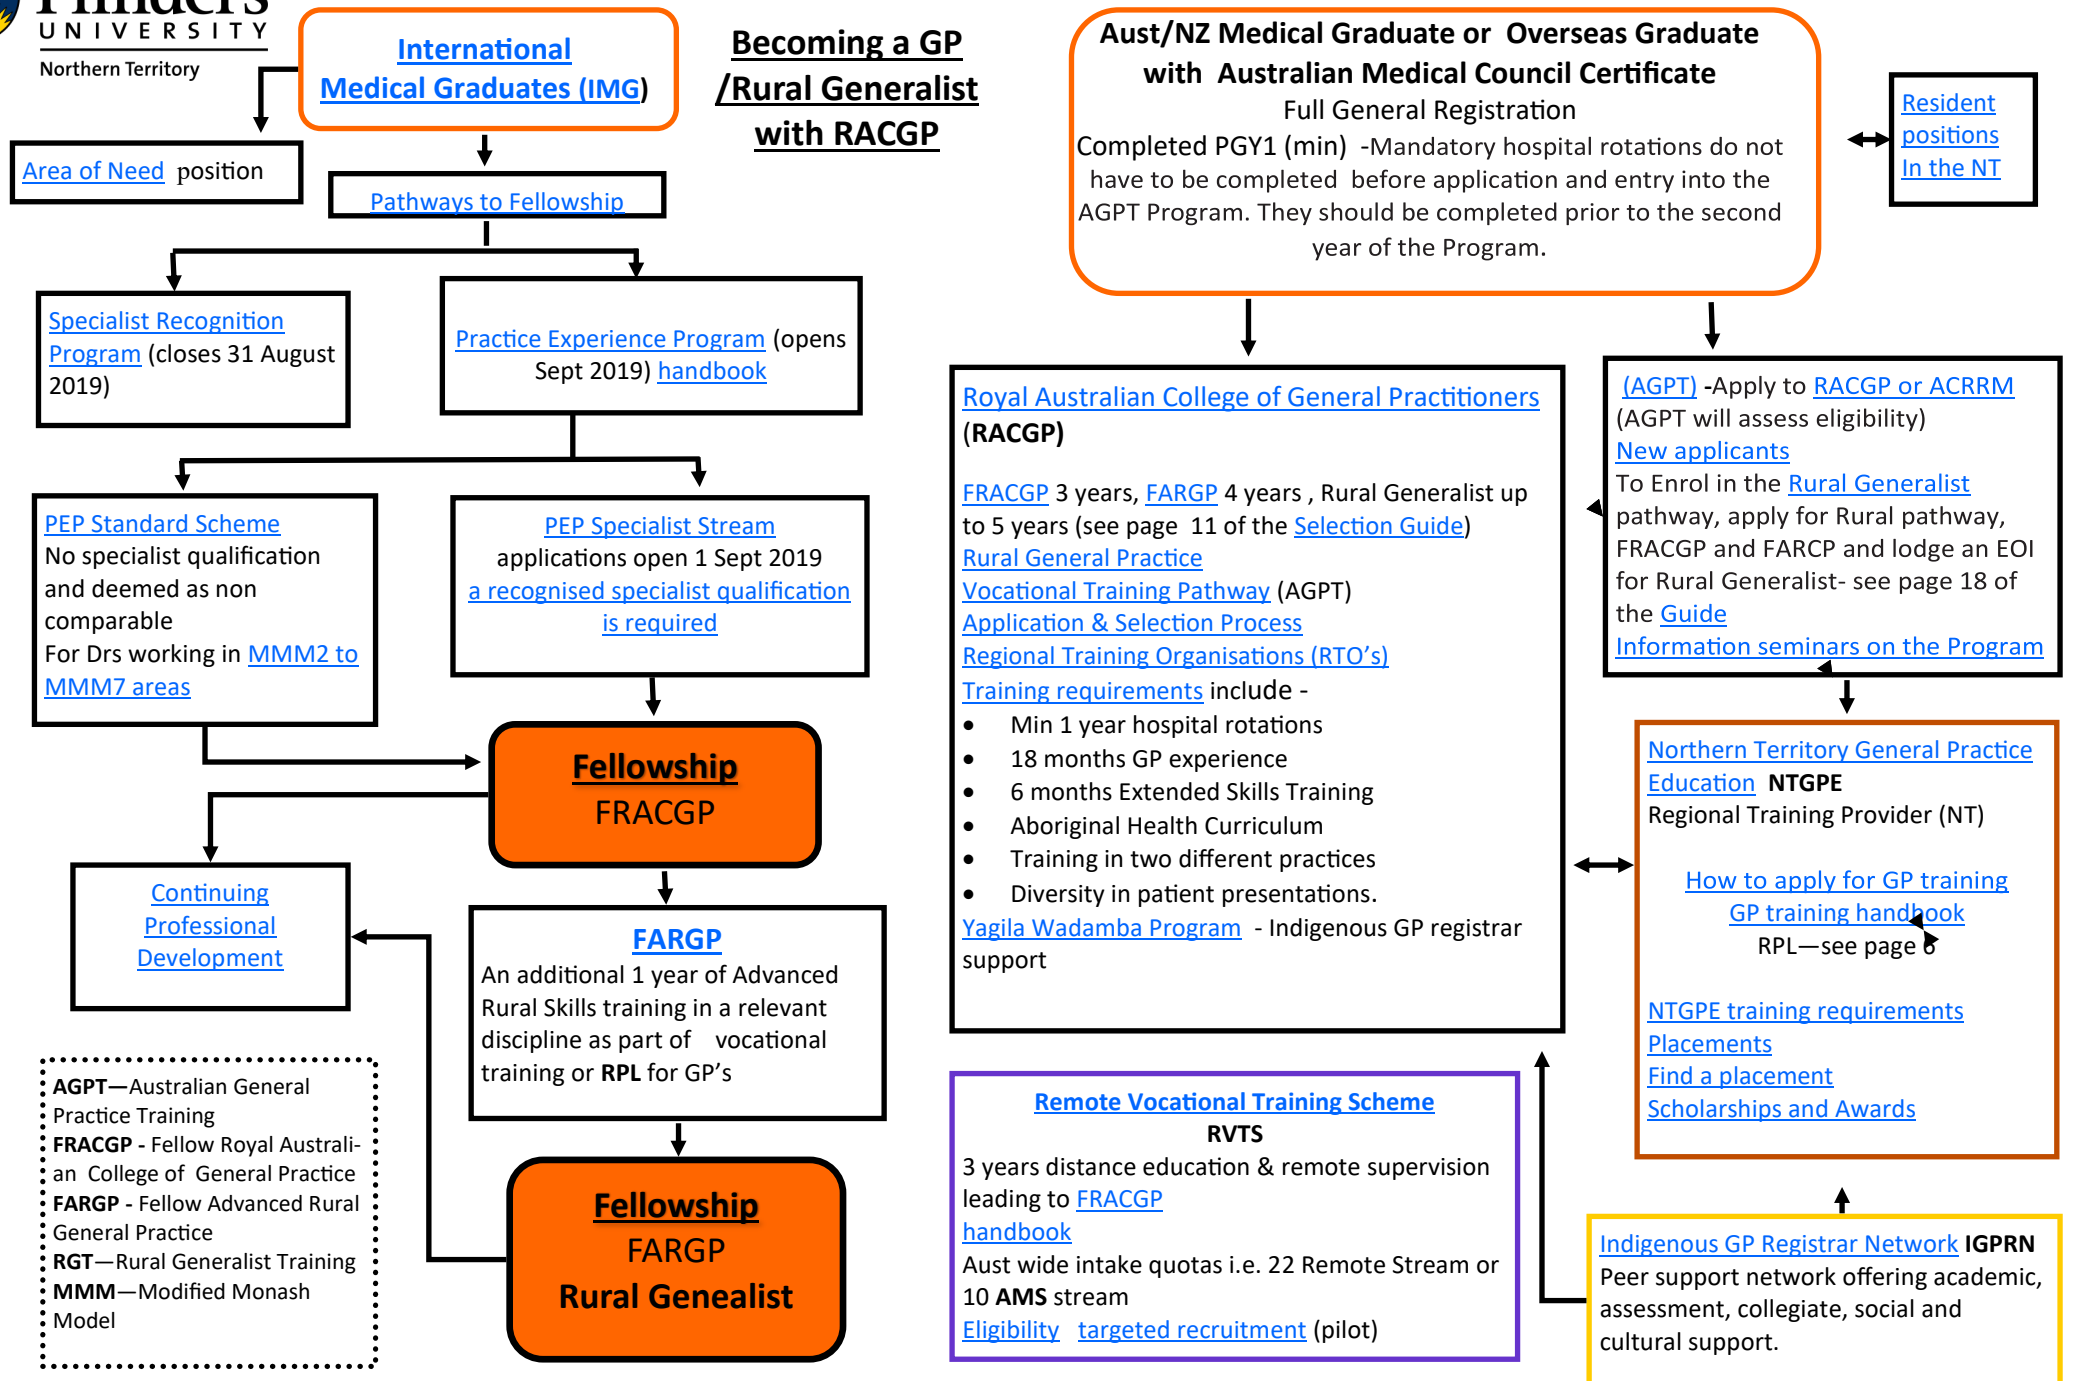 UNIVERSITY
Northern Territory
International
Medical Graduates (IMG)
Becoming a GP
/Rural Generalist
with RACGP
Area of Need position
Pathways to Fellowship
Specialist Recognition
Program (closes 31 August
2019)
Practice Experience Program (opens
Sept 2019) handbook
PEP Standard Scheme
No specialist qualification
and deemed as non
comparable
For Drs working in MMM2 to
MMM7 areas
PEP Specialist Stream
applications open 1 Sept 2019
a recognised specialist qualification
is required
Fellowship
FRACGP
Continuing
Professional
Development
FARGP
An additional 1 year of Advanced
Rural Skills training in a relevant
discipline as part of vocational
training or RPL for GP's
Fellowship
FARGP
Rural Genealist
AGPT—Australian General
Practice Training
FRACGP - Fellow Royal Australi-
an College of General Practice
FARGP - Fellow Advanced Rural
General Practice
RGT—Rural Generalist Training
MMM—Modified Monash
Model
Aust/NZ Medical Graduate or Overseas Graduate
with Australian Medical Council Certificate
Full General Registration
Completed PGY1 (min) -Mandatory hospital rotations do not
have to be completed before application and entry into the
AGPT Program. They should be completed prior to the second
year of the Program.
Resident
positions
In the NT
Royal Australian College of General Practitioners
(RACGP)
FRACGP 3 years, FARGP 4 years , Rural Generalist up
to 5 years (see page 11 of the Selection Guide)
Rural General Practice
Vocational Training Pathway (AGPT)
Application & Selection Process
Regional Training Organisations (RTO's)
Training requirements include -
• Min 1 year hospital rotations
• 18 months GP experience
• 6 months Extended Skills Training
• Aboriginal Health Curriculum
• Training in two different practices
• Diversity in patient presentations.
Yagila Wadamba Program - Indigenous GP registrar
support
(AGPT) -Apply to RACGP or ACRRM
(AGPT will assess eligibility)
New applicants
To Enrol in the Rural Generalist
pathway, apply for Rural pathway,
FRACGP and FARCP and lodge an EOI
for Rural Generalist- see page 18 of
the Guide
Information seminars on the Program
Northern Territory General Practice
Education NTGPE
Regional Training Provider (NT)
How to apply for GP training
GP training handbook
RPL—see page 6
NTGPE training requirements
Placements
Find a placement
Scholarships and Awards
Remote Vocational Training Scheme
RVTS
3 years distance education & remote supervision
leading to FRACGP
handbook
Aust wide intake quotas i.e. 22 Remote Stream or
10 AMS stream
Eligibility targeted recruitment (pilot)
Indigenous GP Registrar Network IGPRN
Peer support network offering academic,
assessment, collegiate, social and
cultural support.